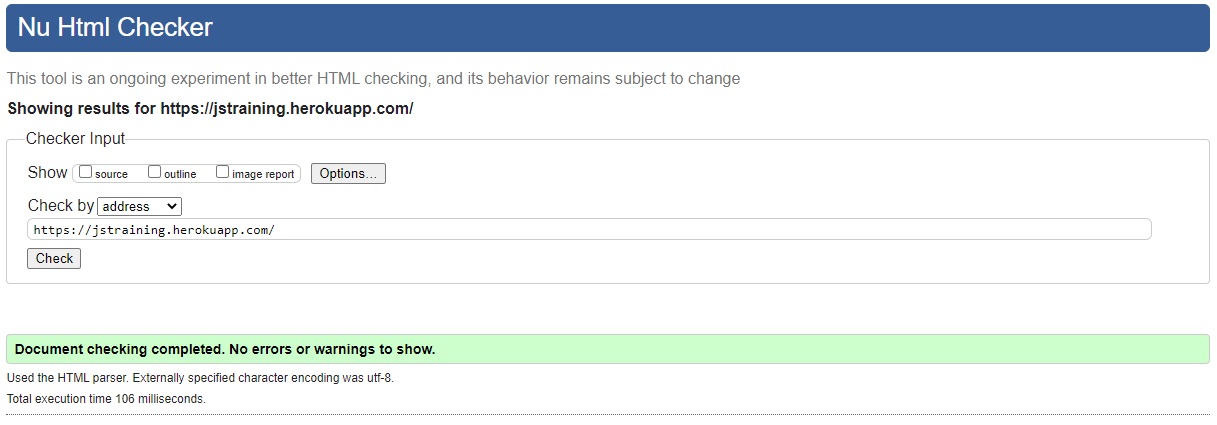 Nu Html Checker
This tool is an ongoing experiment in better HTML checking, and its behavior remains subject to change
Showing results for https://jstraining.herokuapp.com/
Checker Input
Show source outline image report Options...
Check by address
https://jstraining.herokuapp.com/
Check
Document checking completed. No errors or warnings to show.
Used the HTML parser. Externally specified character encoding was utf-8.
Total execution time 106 milliseconds.